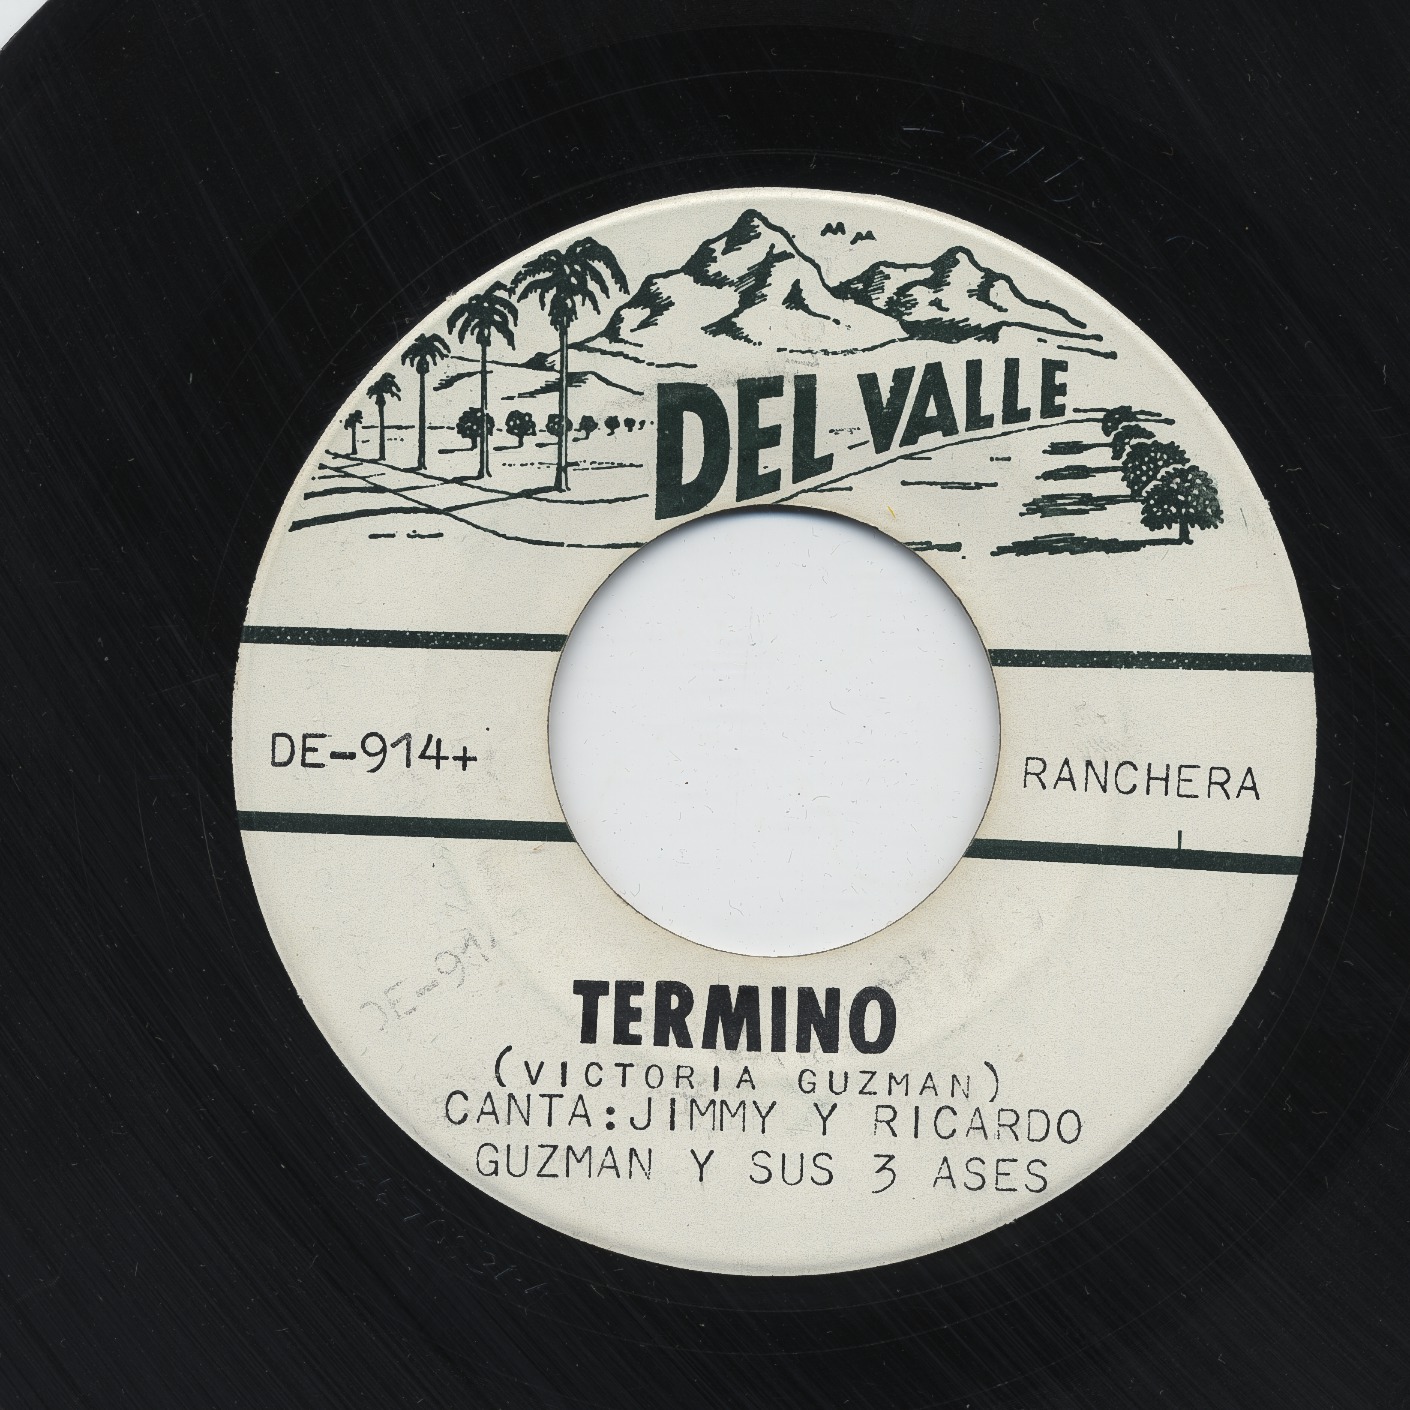 DEL VALLE
DE-914+
RANCHERA
TERMINO
(VICTORIA GUZMAN)
CANTA:JIMMY Y RICARDO
GUZMAN Y SUS 3 ASES